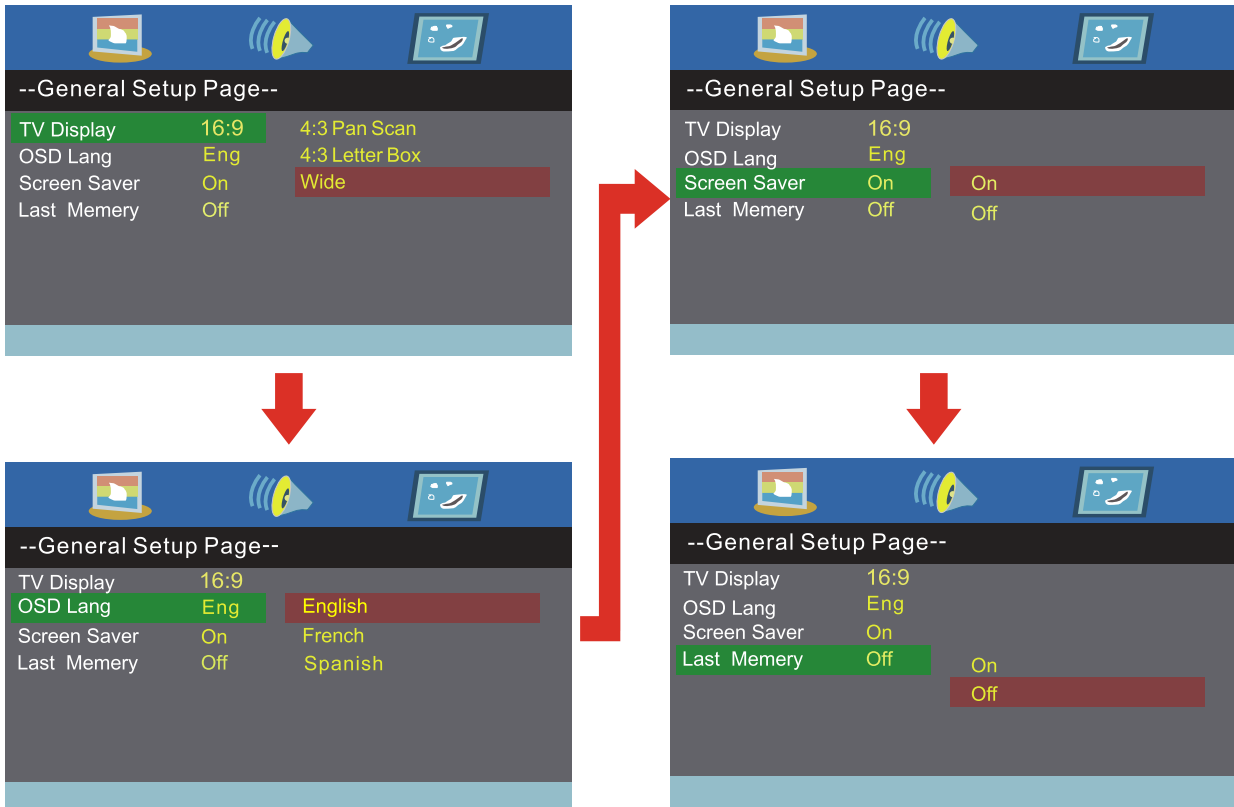 --General Setup Page--
TV Display 16:9 4:3 Pan Scan
OSD Lang Eng 4:3 Letter Box
Screen Saver On Wide
Last Memery Off
--General Setup Page--
TV Display 16:9
OSD Lang Eng English
Screen Saver On French
Last Memery Off Spanish
--General Setup Page--
TV Display 16:9
OSD Lang Eng
Screen Saver On On
Last Memery Off Off
--General Setup Page--
TV Display 16:9
OSD Lang Eng
Screen Saver On
Last Memery Off On
Off